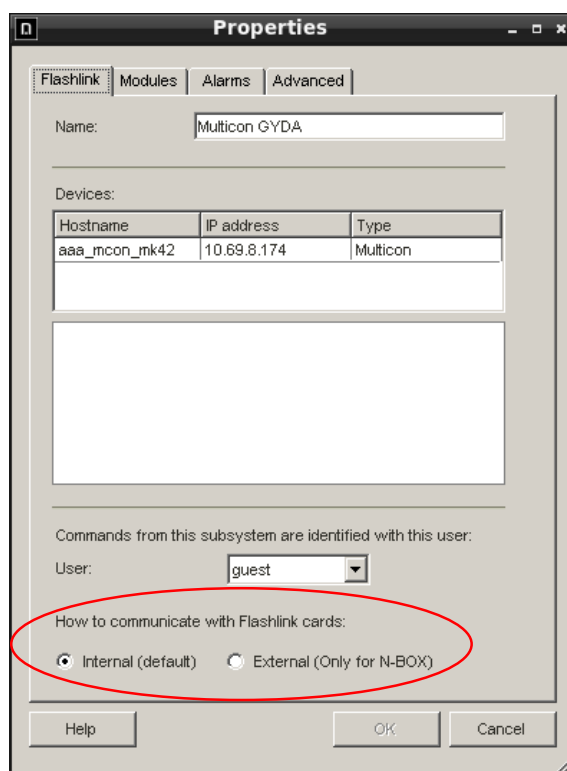 n Properties
Flashlink Modules Alarms Advanced
Name: Multicon GYDA
Devices:
Hostname IP address Type
aaa_mcon_mk42 10.69.8.174 Multicon
Commands from this subsystem are identified with this user:
User: guest
How to communicate with Flashlink cards:
Internal (default) External (Only for N-BOX)
Help OK Cancel